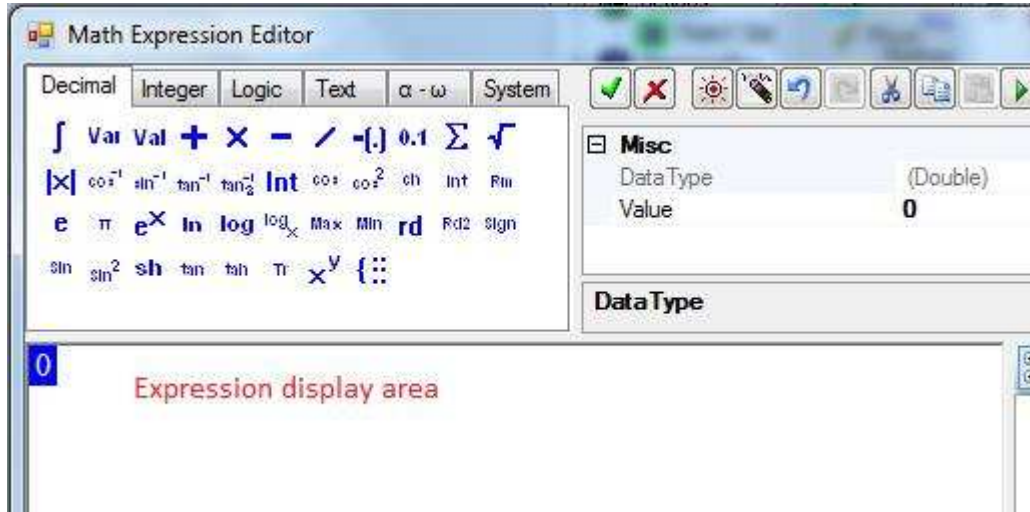 Math Expression Editor
Decimal Integer Logic Text α - ω System
∫ Var Val + × − / -(.) 0.1 Σ √
|×| cos⁻¹ sin⁻¹ tan⁻¹ tan₂⁻¹ Int cos cos² ch Int Rm
e π eˣ ln log logₓ Max Min rd Rd2 Sign
sin sin² sh tan tah π xʸ {::
Misc
DataType (Double)
Value 0
DataType
0
Expression display area